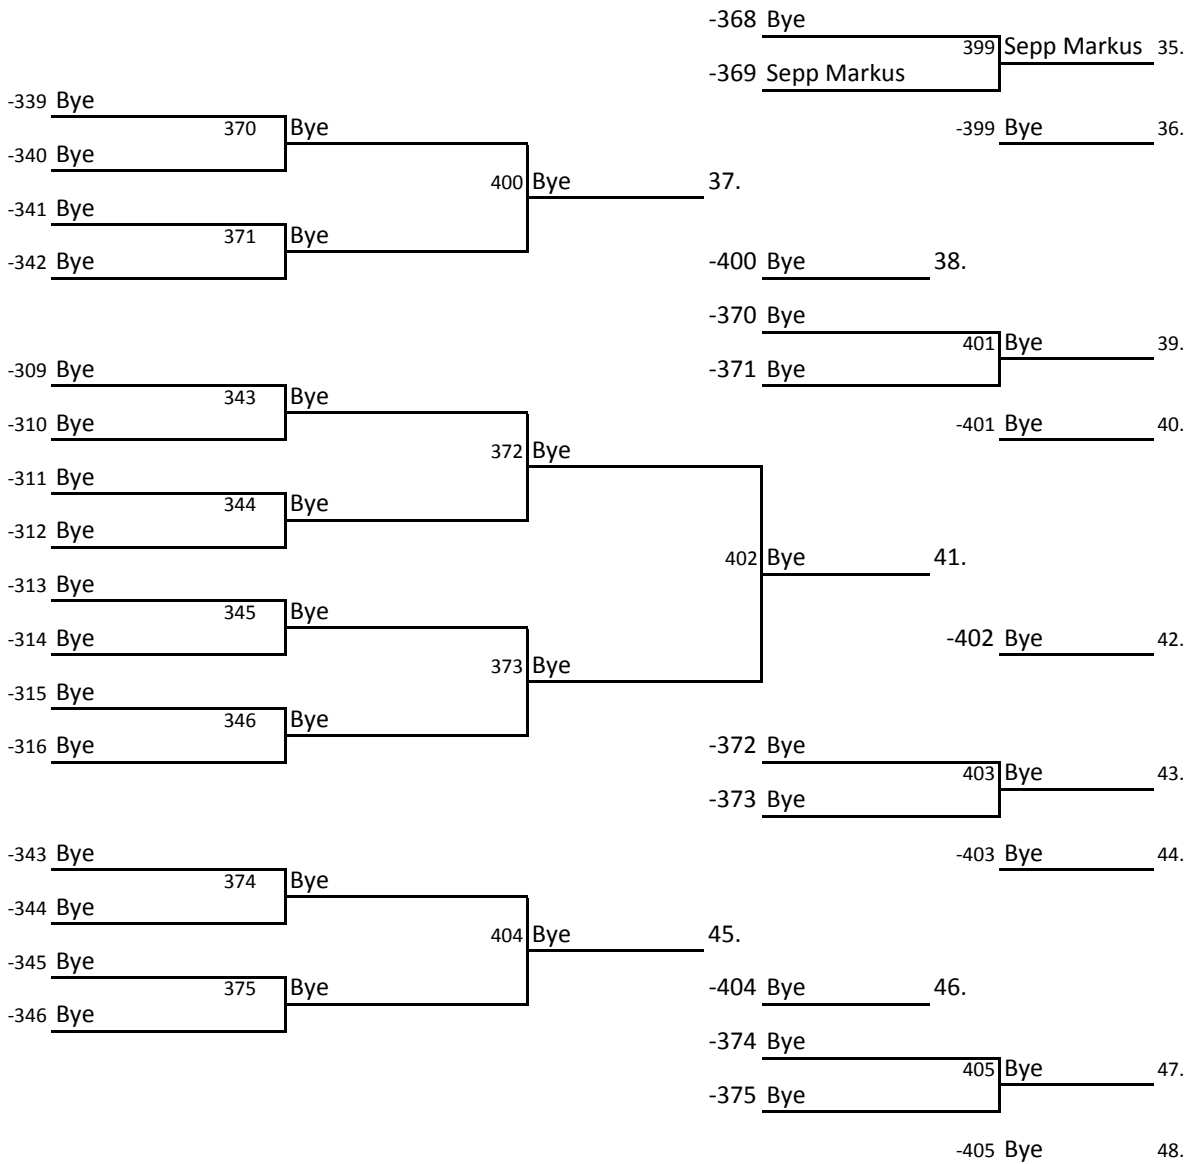 -368 Bye
399 Sepp Markus 35.
-369 Sepp Markus
-339 Bye
370 Bye -399 Bye 36.
-340 Bye
400 Bye 37.
-341 Bye
371 Bye
-342 Bye -400 Bye 38.
-370 Bye
401 Bye 39.
-309 Bye -371 Bye
343 Bye
-310 Bye -401 Bye 40.
372 Bye
-311 Bye
344 Bye
-312 Bye
402 Bye 41.
-313 Bye
345 Bye
-314 Bye -402 Bye 42.
373 Bye
-315 Bye
346 Bye
-316 Bye -372 Bye
403 Bye 43.
-373 Bye
-343 Bye -403 Bye 44.
374 Bye
-344 Bye
404 Bye 45.
-345 Bye
375 Bye -404 Bye 46.
-346 Bye
-374 Bye
405 Bye 47.
-375 Bye
-405 Bye 48.